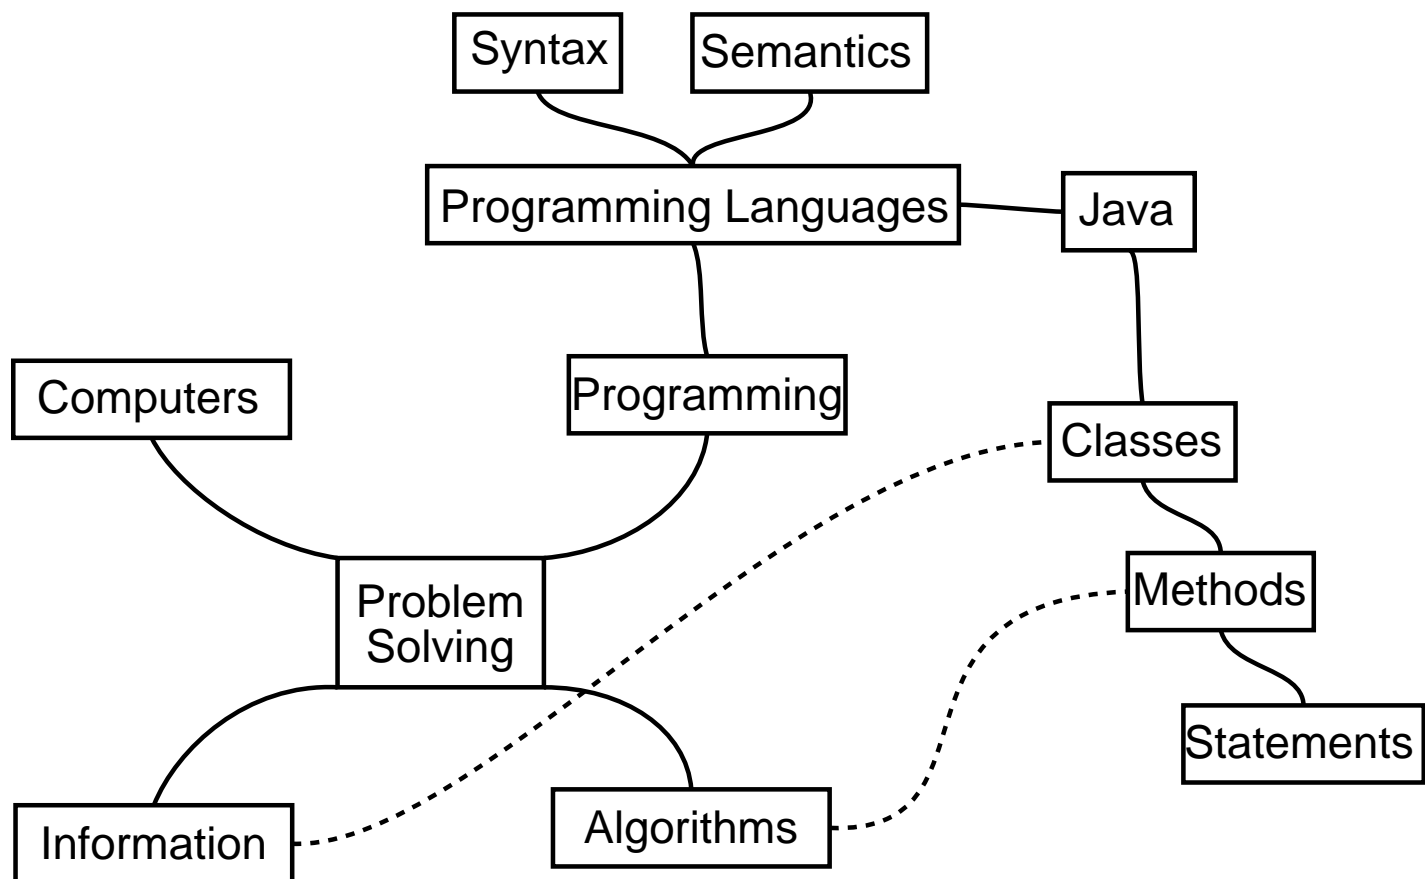 Syntax
Semantics
Programming Languages
Java
Computers
Programming
Classes
Problem
Solving
Methods
Statements
Information
Algorithms